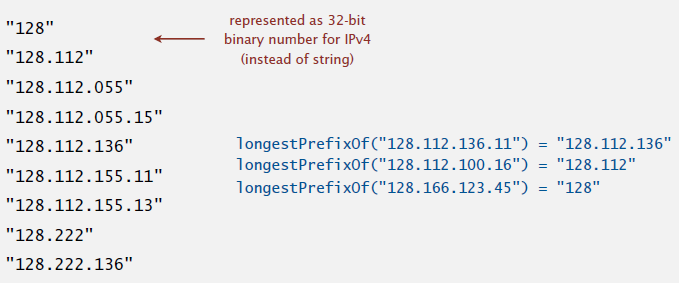 "128"
"128.112"
"128.112.055"
"128.112.055.15"
"128.112.136"
"128.112.155.11"
"128.112.155.13"
"128.222"
"128.222.136"
represented as 32-bit
binary number for IPv4
(instead of string)
longestPrefixOf("128.112.136.11") = "128.112.136"
longestPrefixOf("128.112.100.16") = "128.112"
longestPrefixOf("128.166.123.45") = "128"